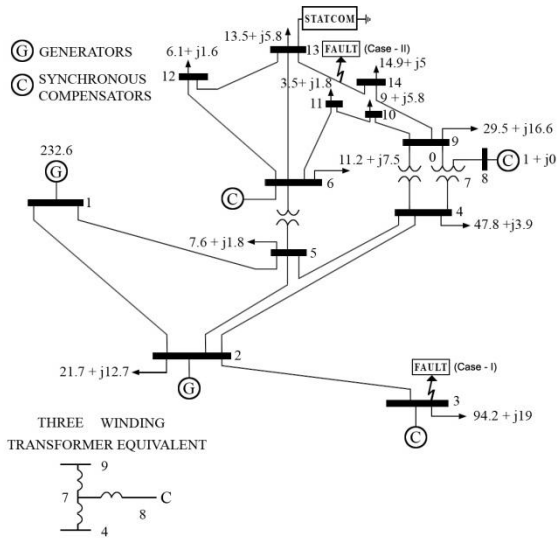 STATCOM
13.5+ j5.8
13
FAULT (Case - II)
6.1+ j1.6
12
14.9+ j5
14
3.5+ j1.8
11
9 + j5.8
10
G GENERATORS
C SYNCHRONOUS
COMPENSATORS
9
29.5 + j16.6
0
7
8
C 1 + j0
11.2 + j7.5
6
C
232.6
G
1
4
47.8 + j3.9
7.6 + j1.8
5
2
21.7 + j12.7
G
FAULT (Case - I)
3
94.2 + j19
C
THREE WINDING
TRANSFORMER EQUIVALENT
9
7
C
8
4